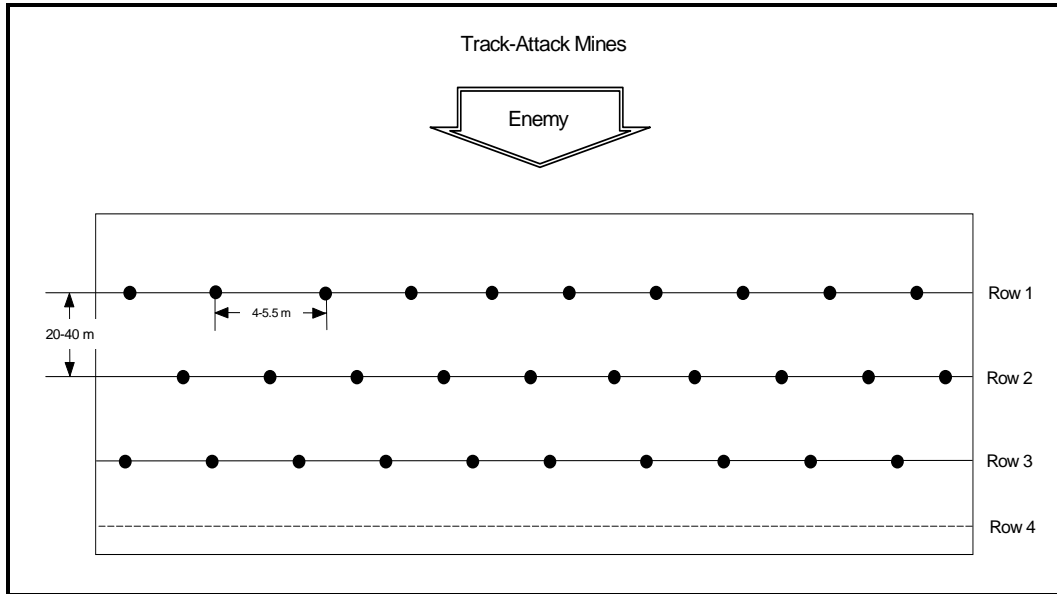 Track-Attack Mines
Enemy
Row 1
4-5.5 m
20-40 m
Row 2
Row 3
Row 4